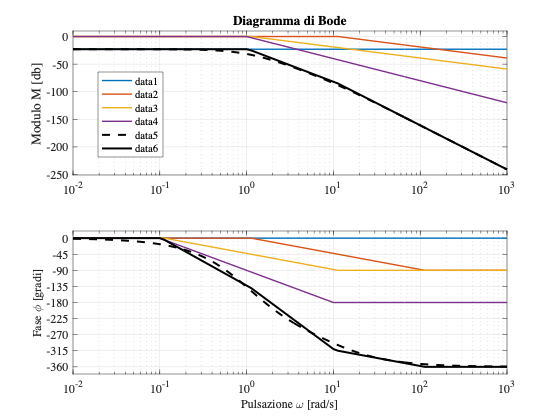 Diagramma di Bode
Modulo M [db]
0
-50
-100
-150
-200
-250
data1
data2
data3
data4
data5
data6
10^-2
10^-1
10^0
10^1
10^2
10^3
Fase ϕ [gradi]
0
-45
-90
-135
-180
-225
-270
-315
-360
10^-2
10^-1
10^0
10^1
10^2
10^3
Pulsazione ω [rad/s]